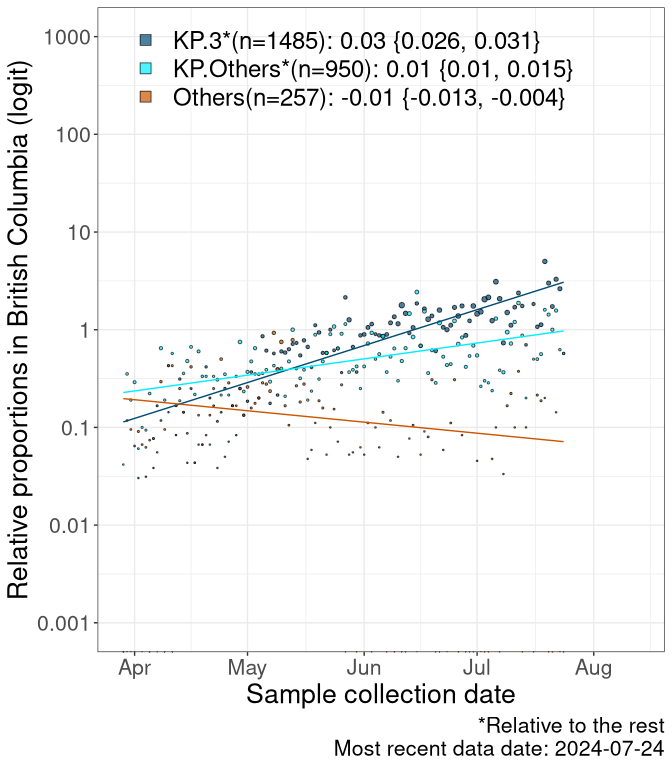 KP.3*(n=1485): 0.03 {0.026, 0.031}
KP.Others*(n=950): 0.01 {0.01, 0.015}
Others(n=257): -0.01 {-0.013, -0.004}
Relative proportions in British Columbia (logit)
1000
100
10
1
0.1
0.01
0.001
Apr May Jun Jul Aug
Sample collection date
*Relative to the rest
Most recent data date: 2024-07-24